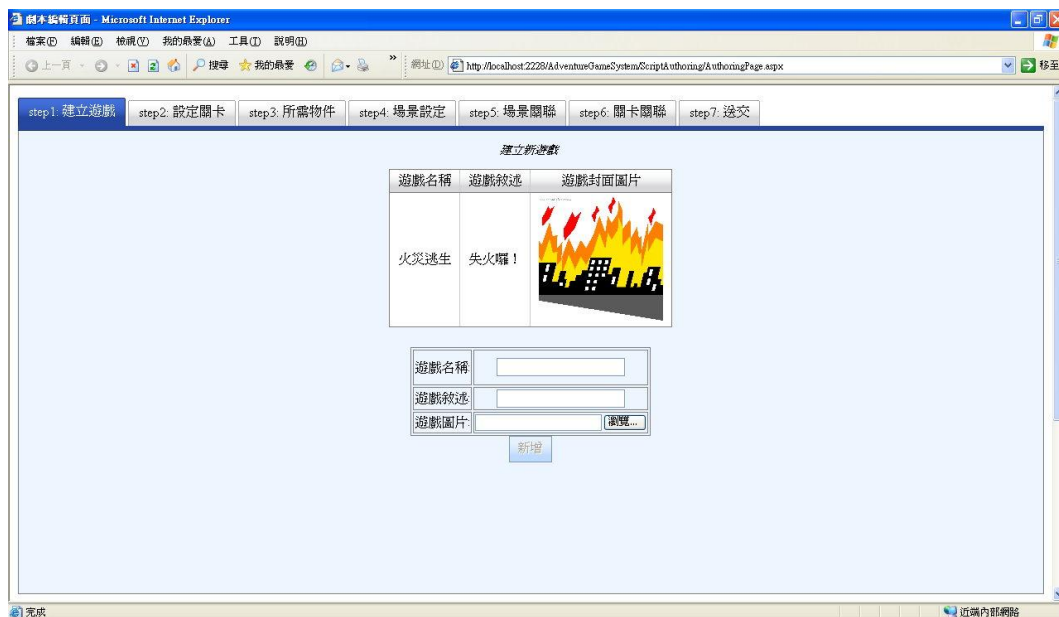 劇本編輯頁面 - Microsoft Internet Explorer
檔案(F) 編輯(E) 檢視(V) 我的最愛(A) 工具(T) 說明(H)
上一頁 搜尋 我的最愛 » 網址(D) http://localhost:2228/AdventureGameSystem/ScriptAuthoring/AuthoringPage.aspx 移至
step1: 建立遊戲 step2: 設定關卡 step3: 所需物件 step4: 場景設定 step5: 場景關聯 step6: 關卡關聯 step7: 送交
建立新遊戲
遊戲名稱 遊戲敘述 遊戲封面圖片
火災逃生 失火囉！
遊戲名稱:
遊戲敘述:
遊戲圖片: 瀏覽...
新增
完成 近端內部網路